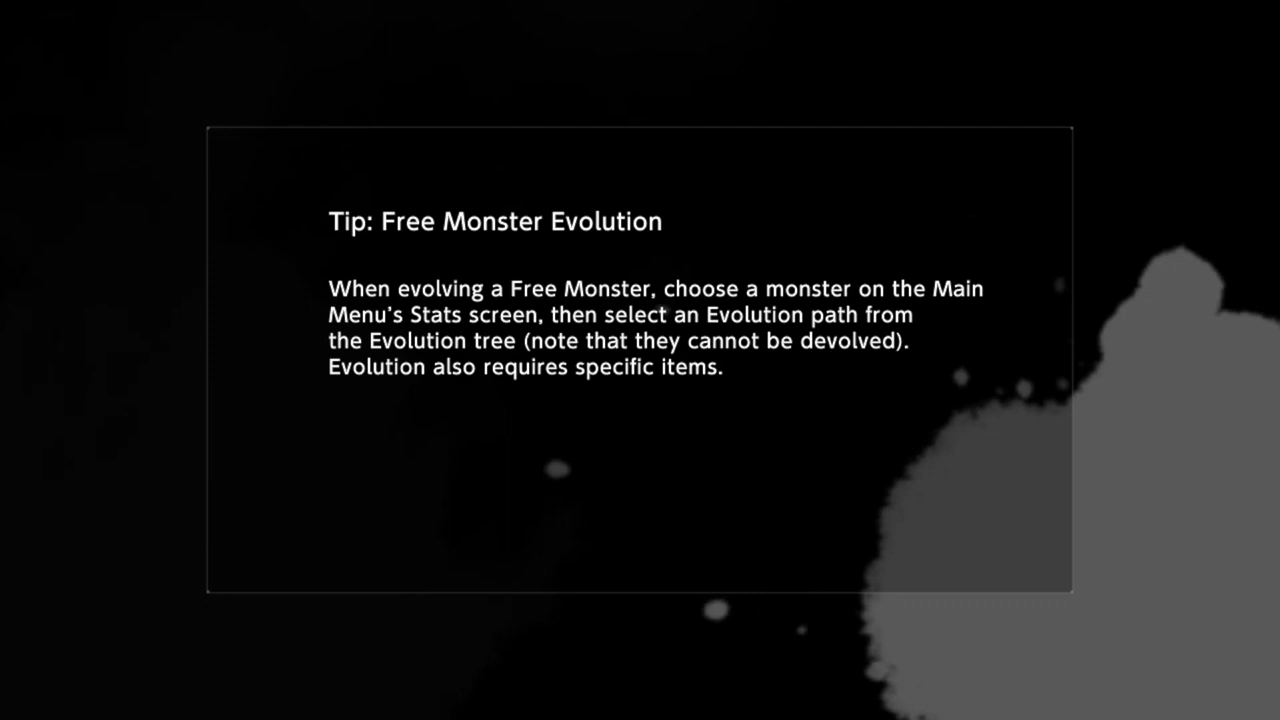 Tip: Free Monster Evolution
When evolving a Free Monster, choose a monster on the Main
Menu's Stats screen, then select an Evolution path from
the Evolution tree (note that they cannot be devolved).
Evolution also requires specific items.